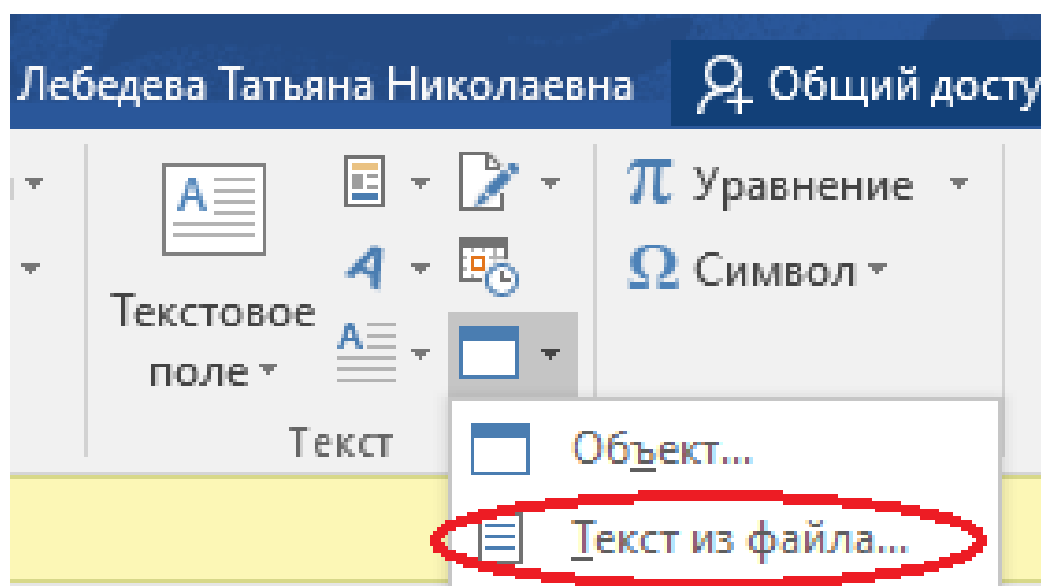 Лебедева Татьяна Николаевна Общий досту
π Уравнение
Ω Символ
Текстовое
поле
Текст
Объект...
Текст из файла...